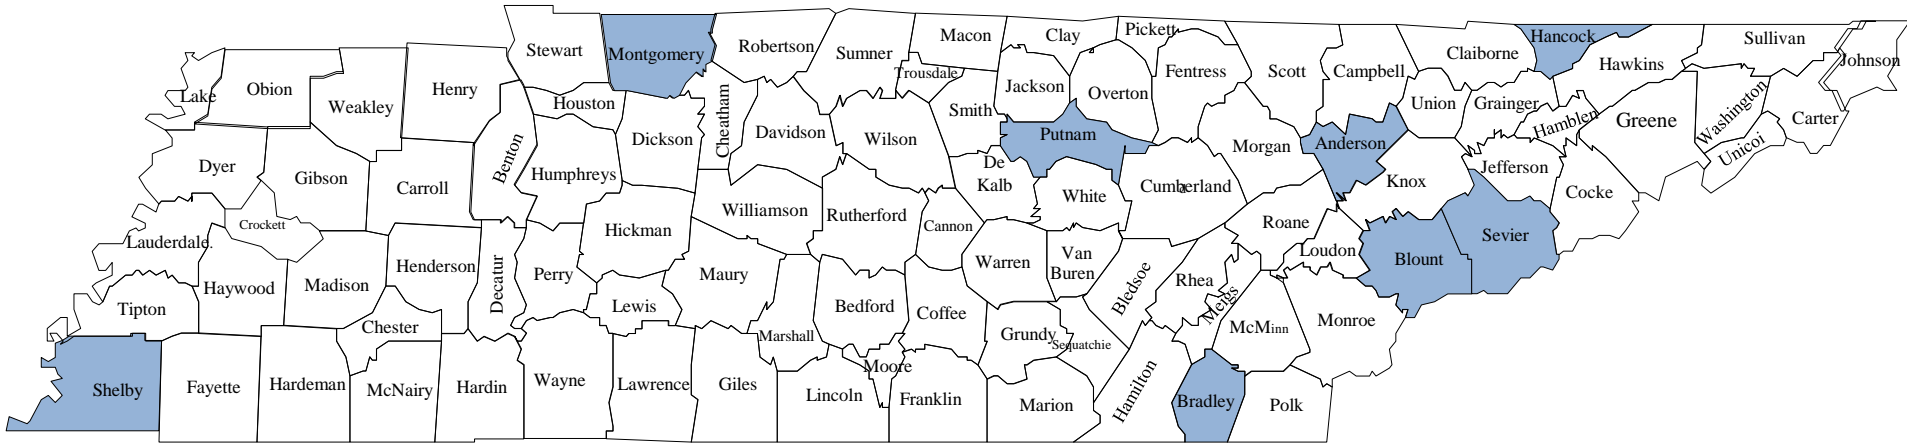 Stewart
Montgomery
Robertson
Sumner
Macon
Clay
Pickett
Scott
Campbell
Claiborne
Hancock
Hawkins
Sullivan
Johnson
Lake
Obion
Weakley
Henry
Houston
Trousdale
Jackson
Overton
Fentress
Union
Grainger
Hamblen
Greene
Washington
Carter
Unicoi
Dyer
Gibson
Carroll
Benton
Humphreys
Dickson
Cheatham
Davidson
Wilson
Smith
De
Kalb
Putnam
White
Cumberland
Morgan
Anderson
Knox
Jefferson
Cocke
Sevier
Lauderdale.
Crockett
Haywood
Madison
Henderson
Decatur
Perry
Hickman
Williamson
Rutherford
Cannon
Warren
Van
Buren
Bledsoe
Rhea
Meigs
Roane
Loudon
Blount
Tipton
Chester
Lewis
Maury
Marshall
Bedford
Coffee
Grundy
Sequatchie
McMinn
Monroe
Shelby
Fayette
Hardeman
McNairy
Hardin
Wayne
Lawrence
Giles
Lincoln
Moore
Franklin
Marion
Hamilton
Bradley
Polk